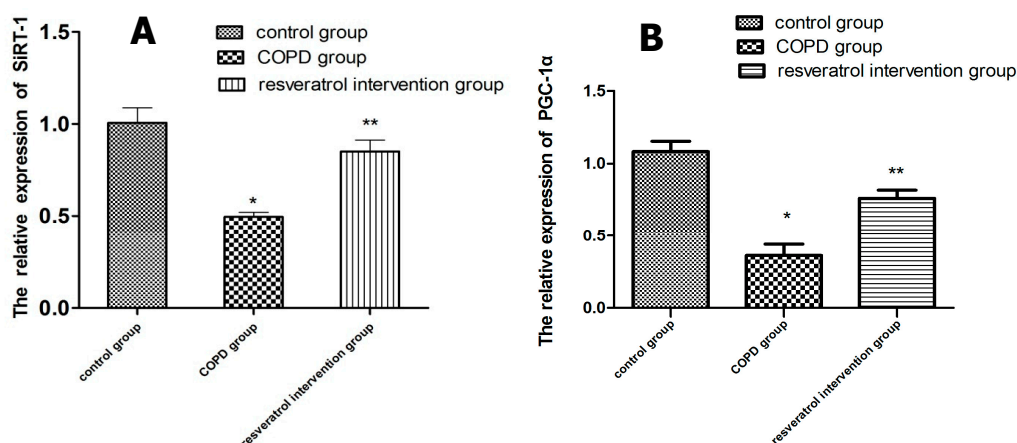 A
control group
COPD group
resveratrol intervention group
The relative expression of SiRT-1
1.5
1.0
0.5
0.0
*
**
control group
COPD group
resveratrol intervention group
B
control group
COPD group
resveratrol intervention group
The relative expression of PGC-1α
1.5
1.0
0.5
0.0
*
**
control group
COPD group
resveratrol intervention group